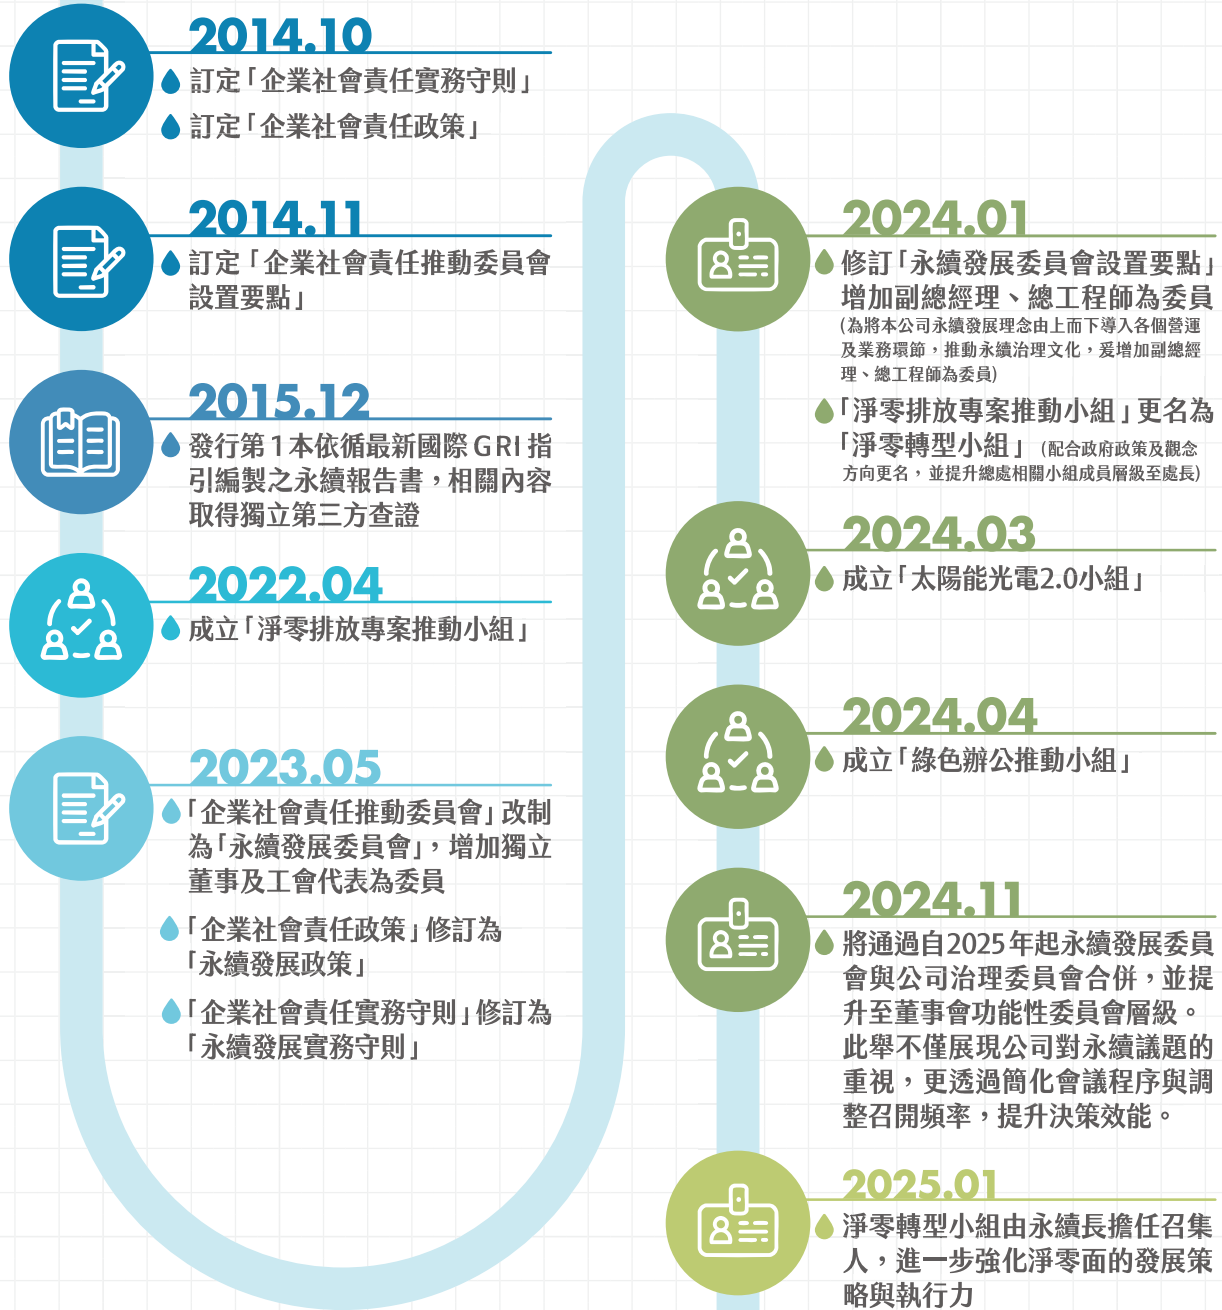 2014.10
訂定「企業社會責任實務守則」
訂定「企業社會責任政策」
2014.11
訂定「企業社會責任推動委員會
設置要點」
2015.12
發行第1本依循最新國際GRI指
引編製之永續報告書，相關內容
取得獨立第三方查證
2022.04
成立「淨零排放專案推動小組」
2023.05
「企業社會責任推動委員會」改制
為「永續發展委員會」，增加獨立
董事及工會代表為委員
「企業社會責任政策」修訂為
「永續發展政策」
「企業社會責任實務守則」修訂為
「永續發展實務守則」
2024.01
修訂「永續發展委員會設置要點」
增加副總經理、總工程師為委員
(為將本公司永續發展理念由上而下導入各個營運
及業務環節，推動永續治理文化，爰增加副總經
理、總工程師為委員)
「淨零排放專案推動小組」更名為
「淨零轉型小組」(配合政府政策及觀念
方向更名，並提升總處相關小組成員層級至處長)
2024.03
成立「太陽能光電2.0小組」
2024.04
成立「綠色辦公推動小組」
2024.11
將通過自2025年起永續發展委員
會與公司治理委員會合併，並提
升至董事會功能性委員會層級。
此舉不僅展現公司對永續議題的
重視，更透過簡化會議程序與調
整召開頻率，提升決策效能。
2025.01
淨零轉型小組由永續長擔任召集
人，進一步強化淨零面的發展策
略與執行力